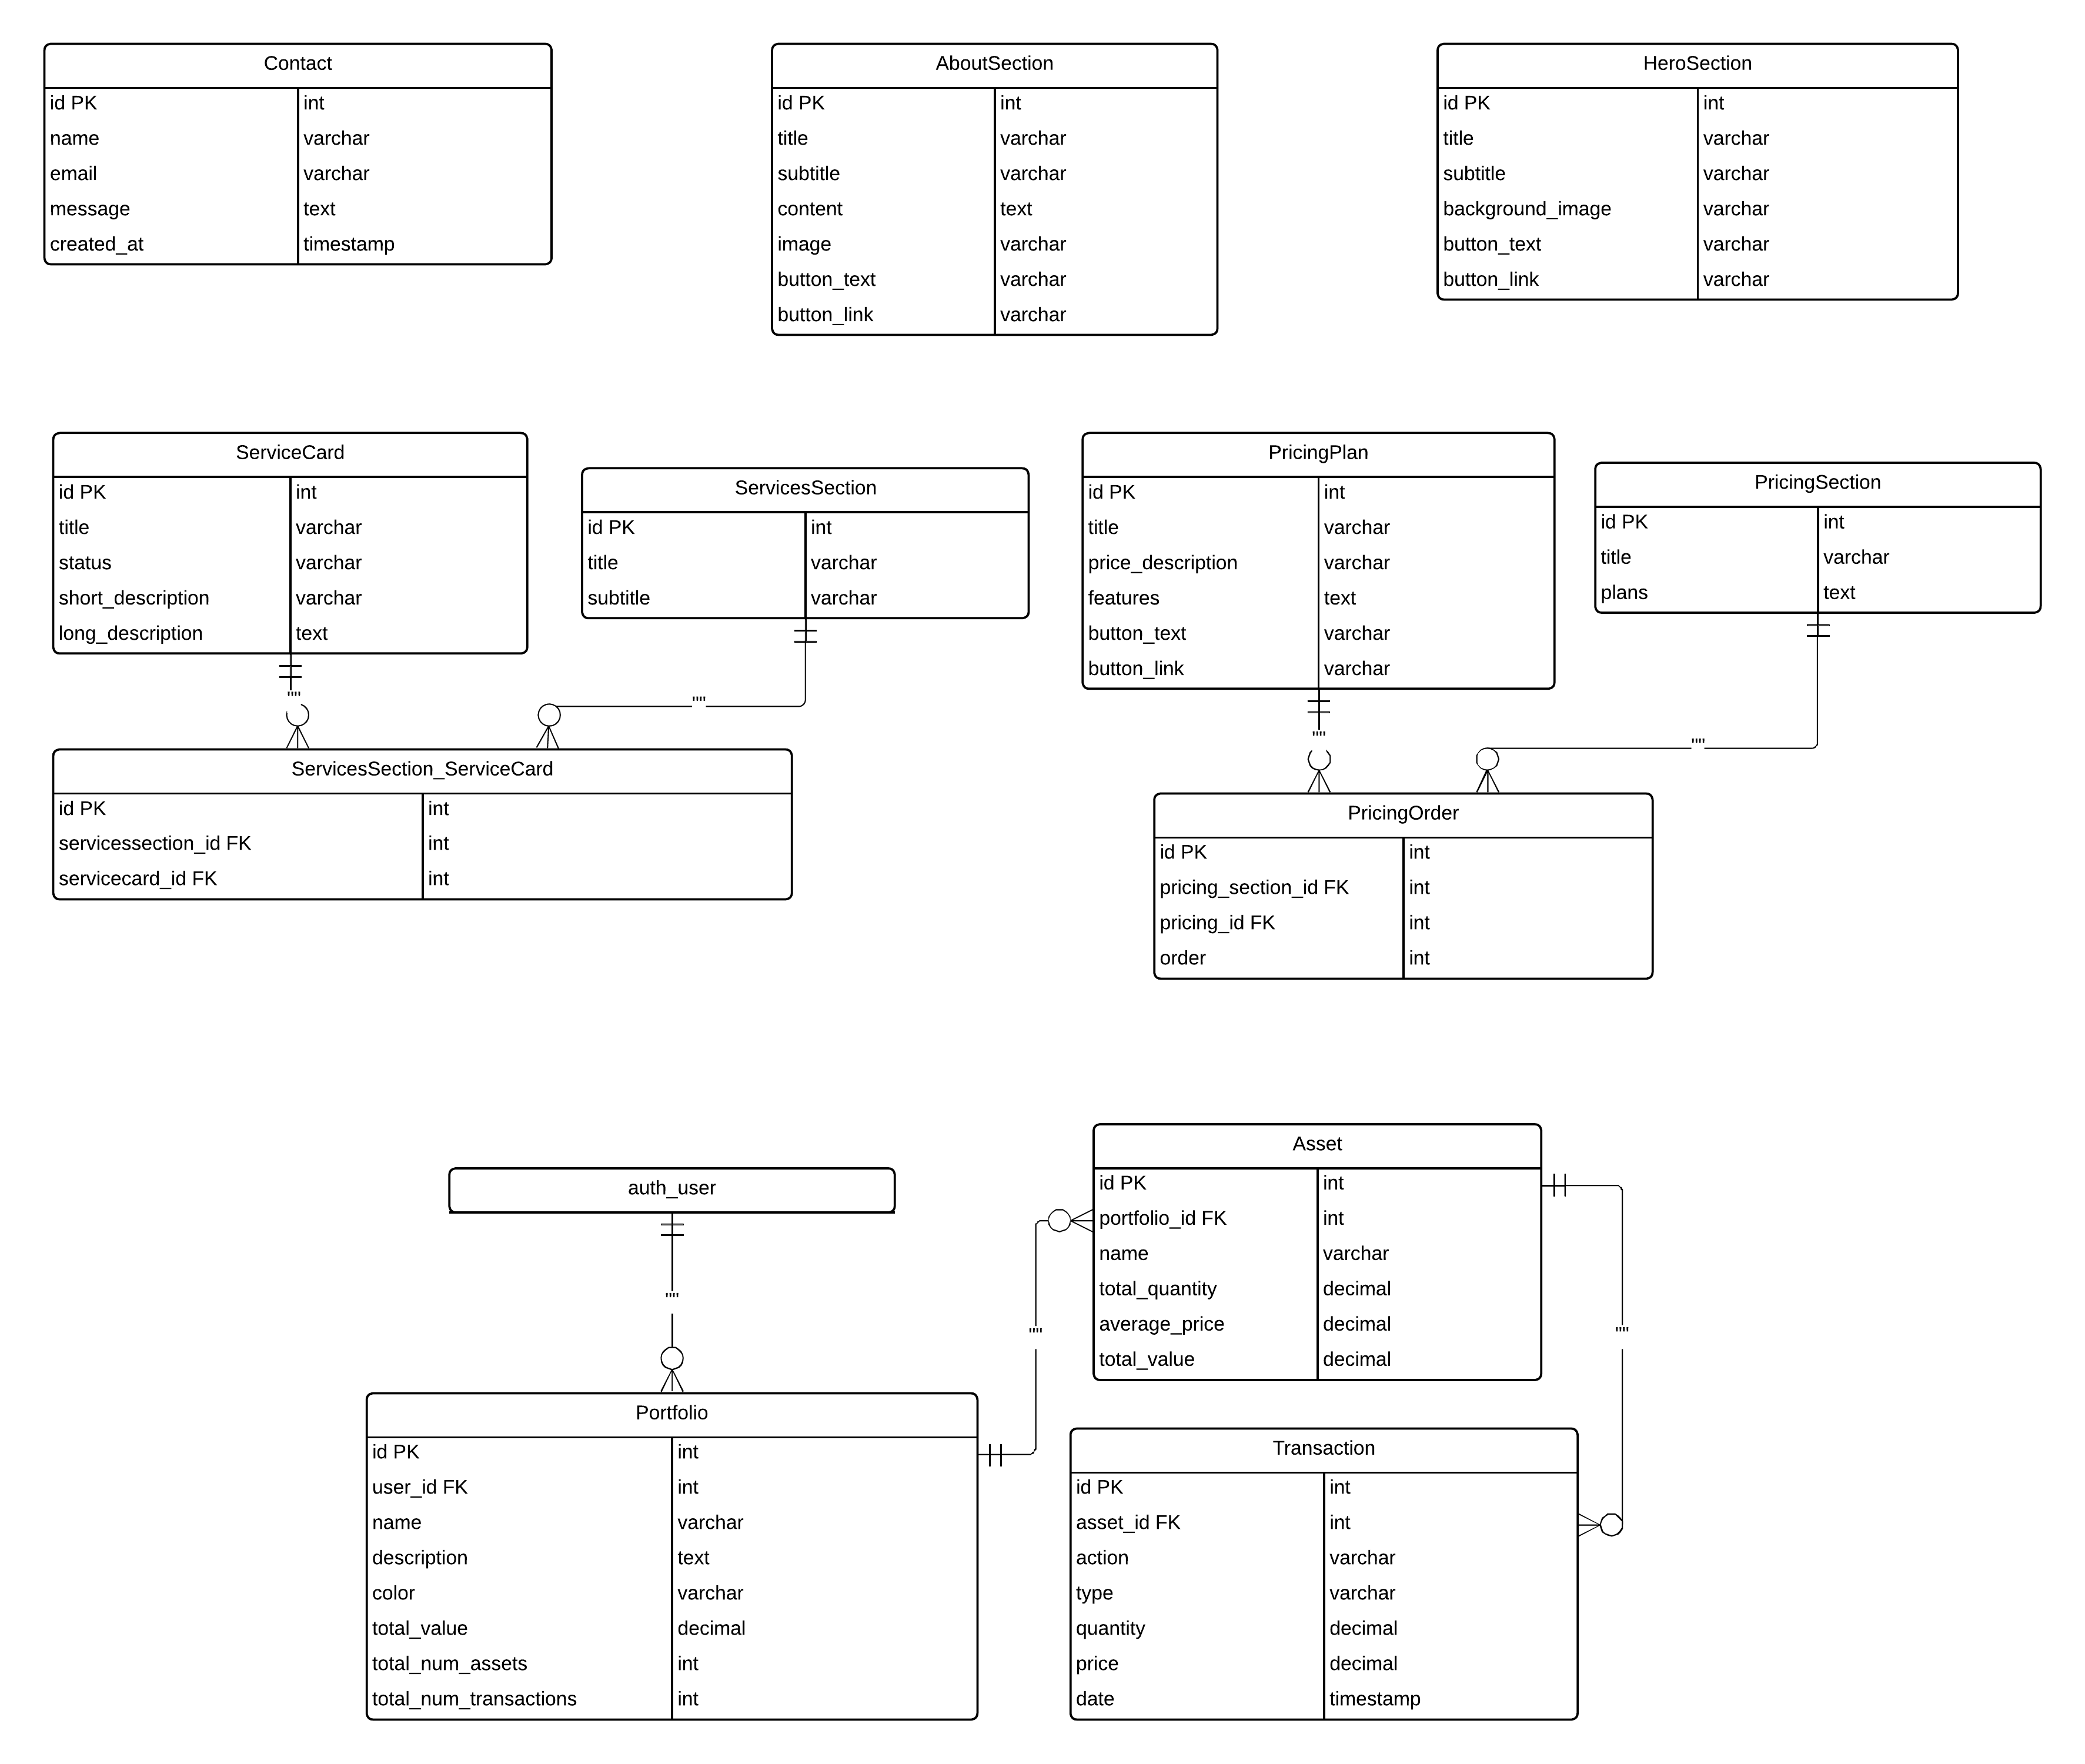 Contact
id PK int
name varchar
email varchar
message text
created_at timestamp
AboutSection
id PK int
title varchar
subtitle varchar
content text
image varchar
button_text varchar
button_link varchar
HeroSection
id PK int
title varchar
subtitle varchar
background_image varchar
button_text varchar
button_link varchar
ServiceCard
id PK int
title varchar
status varchar
short_description varchar
long_description text
ServicesSection
id PK int
title varchar
subtitle varchar
""
""
ServicesSection_ServiceCard
id PK int
servicessection_id FK int
servicecard_id FK int
PricingPlan
id PK int
title varchar
price_description varchar
features text
button_text varchar
button_link varchar
PricingSection
id PK int
title varchar
plans text
""
""
PricingOrder
id PK int
pricing_section_id FK int
pricing_id FK int
order int
auth_user
""
Portfolio
id PK int
user_id FK int
name varchar
description text
color varchar
total_value decimal
total_num_assets int
total_num_transactions int
""
Asset
id PK int
portfolio_id FK int
name varchar
total_quantity decimal
average_price decimal
total_value decimal
""
Transaction
id PK int
asset_id FK int
action varchar
type varchar
quantity decimal
price decimal
date timestamp